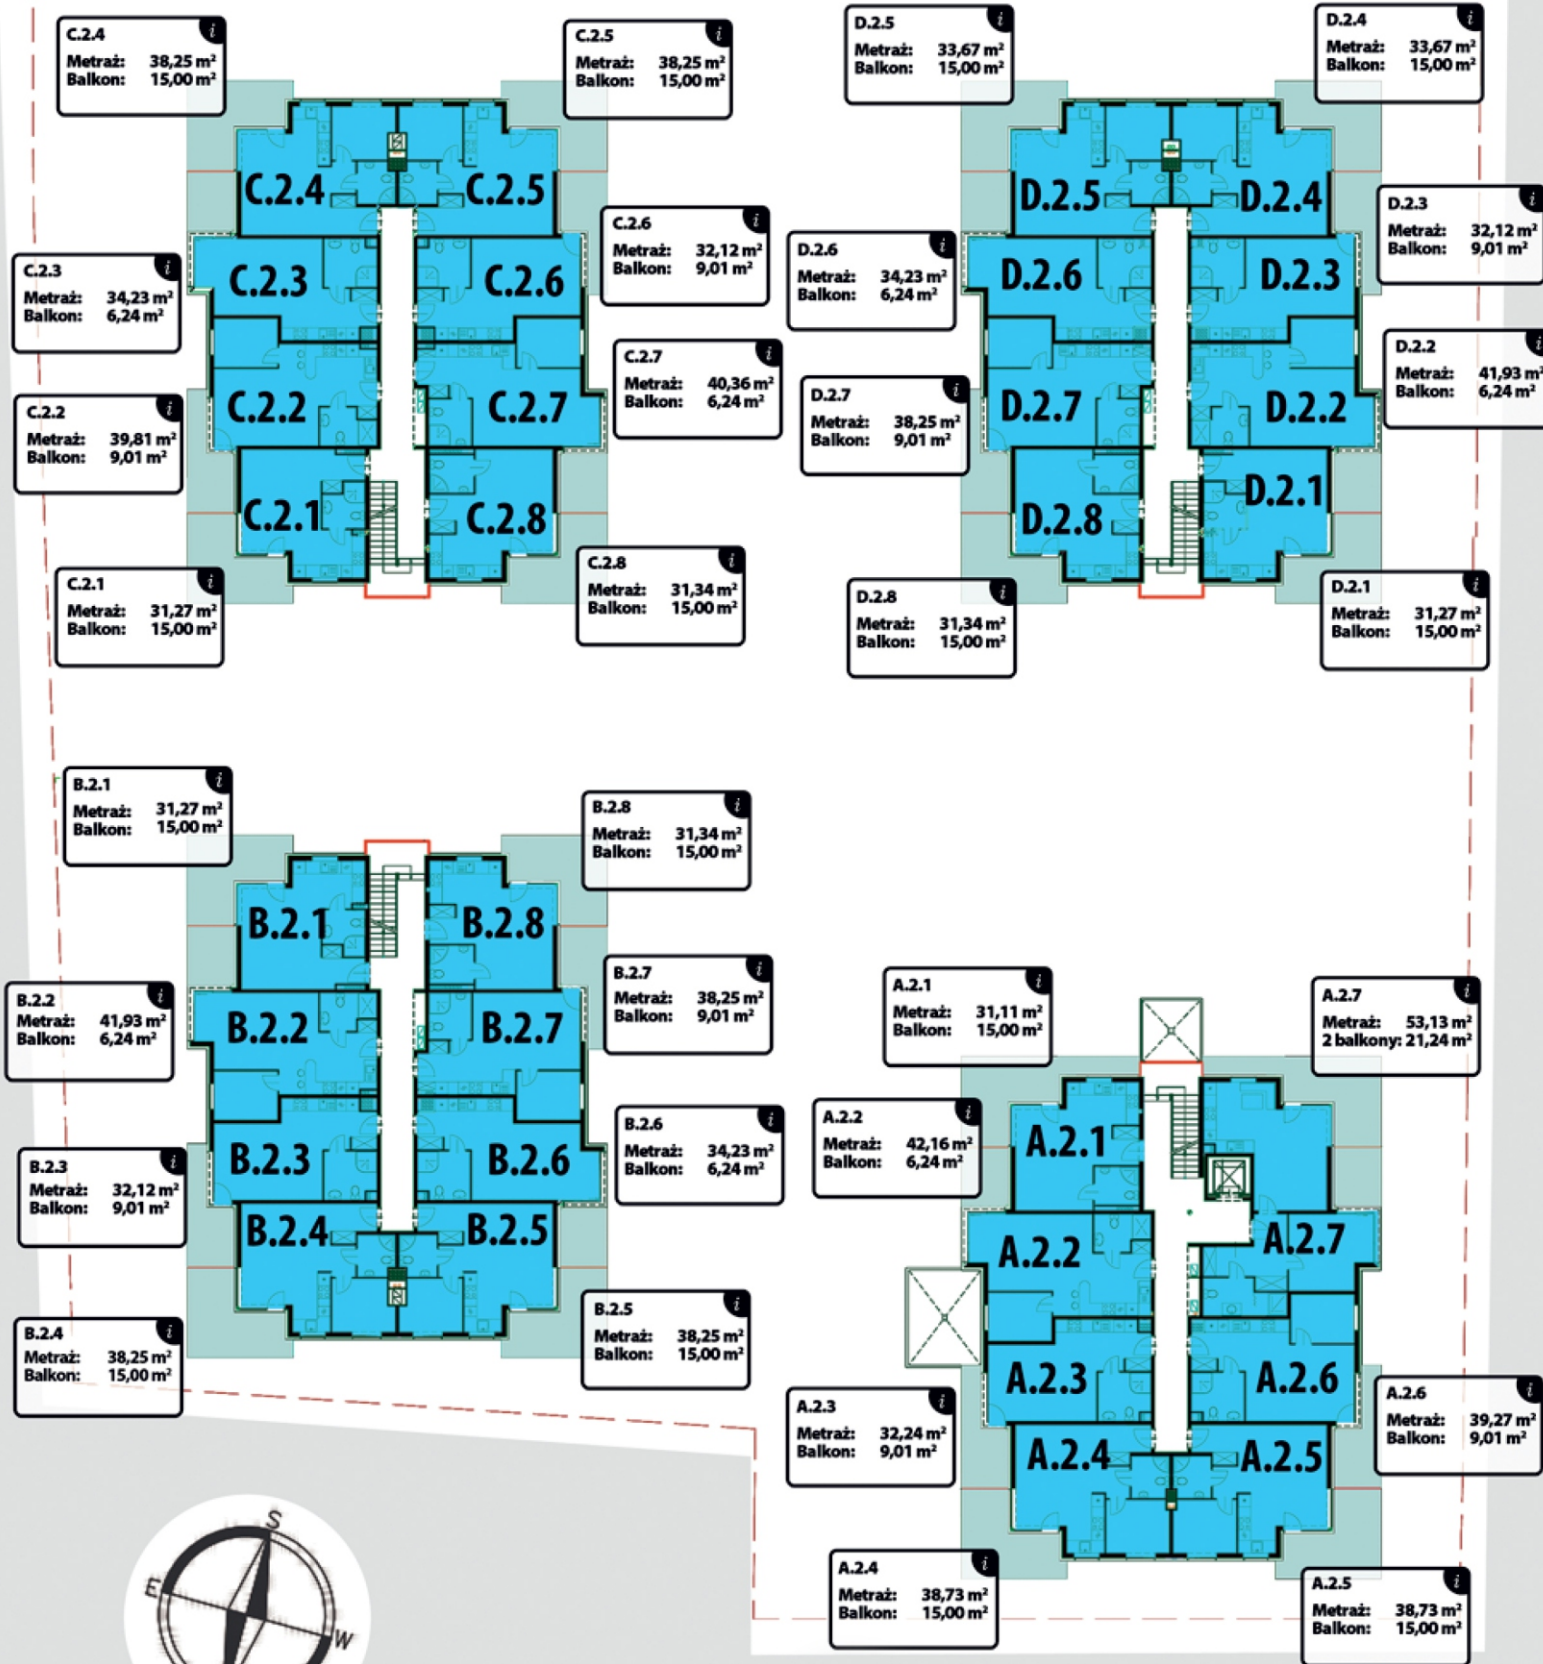 C.2.4
Metraż: 38,25 m²
Balkon: 15,00 m²
C.2.5
Metraż: 38,25 m²
Balkon: 15,00 m²
D.2.5
Metraż: 33,67 m²
Balkon: 15,00 m²
D.2.4
Metraż: 33,67 m²
Balkon: 15,00 m²
C.2.4
C.2.5
D.2.5
D.2.4
C.2.3
Metraż: 34,23 m²
Balkon: 6,24 m²
C.2.6
Metraż: 32,12 m²
Balkon: 9,01 m²
D.2.6
Metraż: 34,23 m²
Balkon: 6,24 m²
D.2.3
Metraż: 32,12 m²
Balkon: 9,01 m²
C.2.3
C.2.6
D.2.6
D.2.3
C.2.2
Metraż: 39,81 m²
Balkon: 9,01 m²
C.2.7
Metraż: 40,36 m²
Balkon: 6,24 m²
D.2.7
Metraż: 38,25 m²
Balkon: 9,01 m²
D.2.2
Metraż: 41,93 m²
Balkon: 6,24 m²
C.2.2
C.2.7
D.2.7
D.2.2
C.2.1
C.2.8
D.2.8
D.2.1
C.2.1
Metraż: 31,27 m²
Balkon: 15,00 m²
C.2.8
Metraż: 31,34 m²
Balkon: 15,00 m²
D.2.8
Metraż: 31,34 m²
Balkon: 15,00 m²
D.2.1
Metraż: 31,27 m²
Balkon: 15,00 m²
B.2.1
Metraż: 31,27 m²
Balkon: 15,00 m²
B.2.8
Metraż: 31,34 m²
Balkon: 15,00 m²
B.2.1
B.2.8
B.2.2
Metraż: 41,93 m²
Balkon: 6,24 m²
B.2.7
Metraż: 38,25 m²
Balkon: 9,01 m²
A.2.1
Metraż: 31,11 m²
Balkon: 15,00 m²
A.2.7
Metraż: 53,13 m²
2 balkony: 21,24 m²
B.2.2
B.2.7
B.2.3
Metraż: 32,12 m²
Balkon: 9,01 m²
B.2.6
Metraż: 34,23 m²
Balkon: 6,24 m²
A.2.2
Metraż: 42,16 m²
Balkon: 6,24 m²
A.2.1
B.2.3
B.2.6
B.2.4
B.2.5
A.2.2
A.2.7
B.2.4
Metraż: 38,25 m²
Balkon: 15,00 m²
B.2.5
Metraż: 38,25 m²
Balkon: 15,00 m²
A.2.3
A.2.6
A.2.3
Metraż: 32,24 m²
Balkon: 9,01 m²
A.2.6
Metraż: 39,27 m²
Balkon: 9,01 m²
A.2.4
A.2.5
A.2.4
Metraż: 38,73 m²
Balkon: 15,00 m²
A.2.5
Metraż: 38,73 m²
Balkon: 15,00 m²
S
E
W